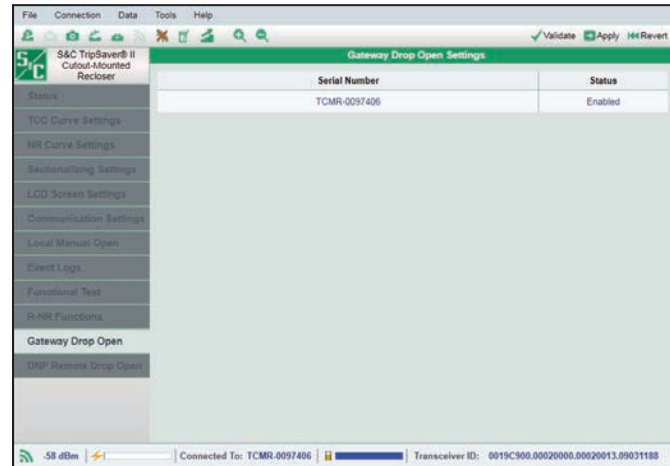 File Connection Data Tools Help
Validate Apply Revert
S&C
S&C TripSaver® II
Cutout-Mounted
Recloser
Gateway Drop Open Settings
Serial Number Status
TCMR-0097406 Enabled
Status
TCC Curve Settings
NR Curve Settings
Sectionalizing Settings
LCD Screen Settings
Communication Settings
Local Manual Open
Event Logs
Functional Test
R-NR Functions
Gateway Drop Open
DNP Remote Drop Open
-58 dBm Connected To: TCMR-0097406 Transceiver ID: 0019C900.00020000.00020013.09031188